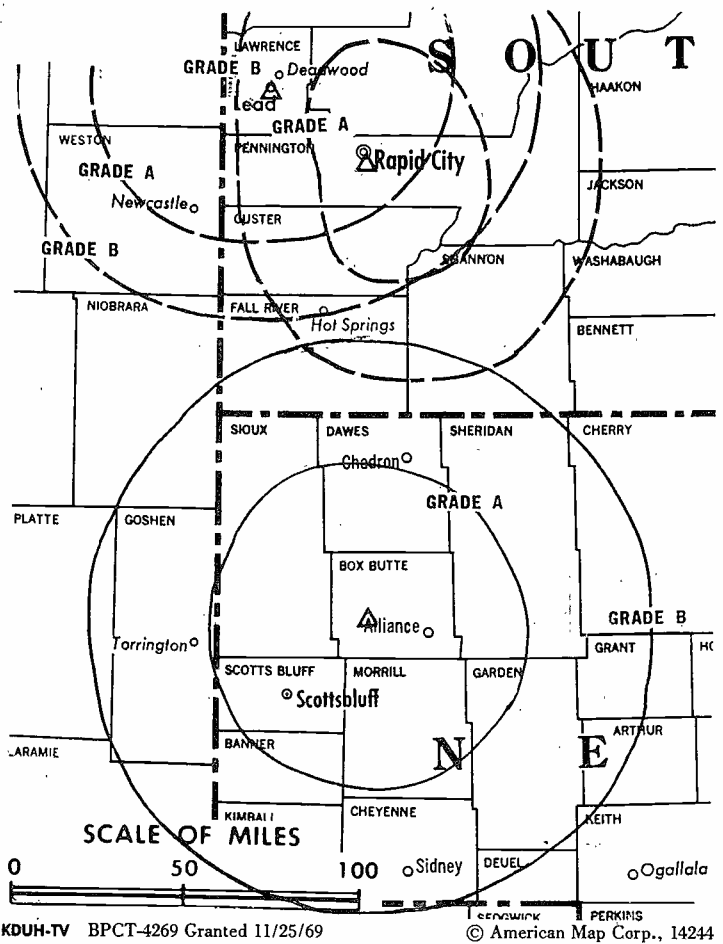 LAWRENCE
S O U T
GRADE B
Deadwood
Lead
HAAKON
GRADE A
WESTON
PENNINGTON
Rapid City
GRADE A
JACKSON
Newcastle
CUSTER
GRADE B
SHANNON
WASHABAUGH
NIOBRARA
FALL RIVER
Hot Springs
BENNETT
SIOUX
DAWES
SHERIDAN
CHERRY
Chadron
GRADE A
PLATTE
GOSHEN
BOX BUTTE
Alliance
GRADE B
Torrington
GRANT
HO
SCOTTS BLUFF
MORRILL
GARDEN
Scottsbluff
N E
ARTHUR
LARAMIE
BANNER
KIMBALL
CHEYENNE
KEITH
SCALE OF MILES
0 50 100
Sidney
DEUEL
Ogallala
SEDGWICK
PERKINS
KDUH-TV BPCT-4269 Granted 11/25/69
© American Map Corp., 14244